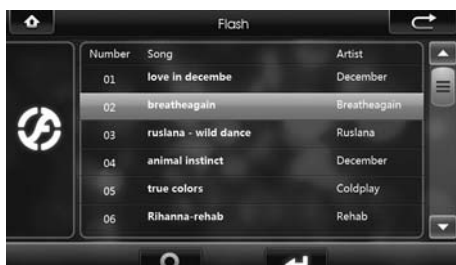 Flash
Number Song Artist
01 love in decembe December
02 breatheagain Breatheagain
03 ruslana - wild dance Ruslana
04 animal instinct December
05 true colors Coldplay
06 Rihanna-rehab Rehab